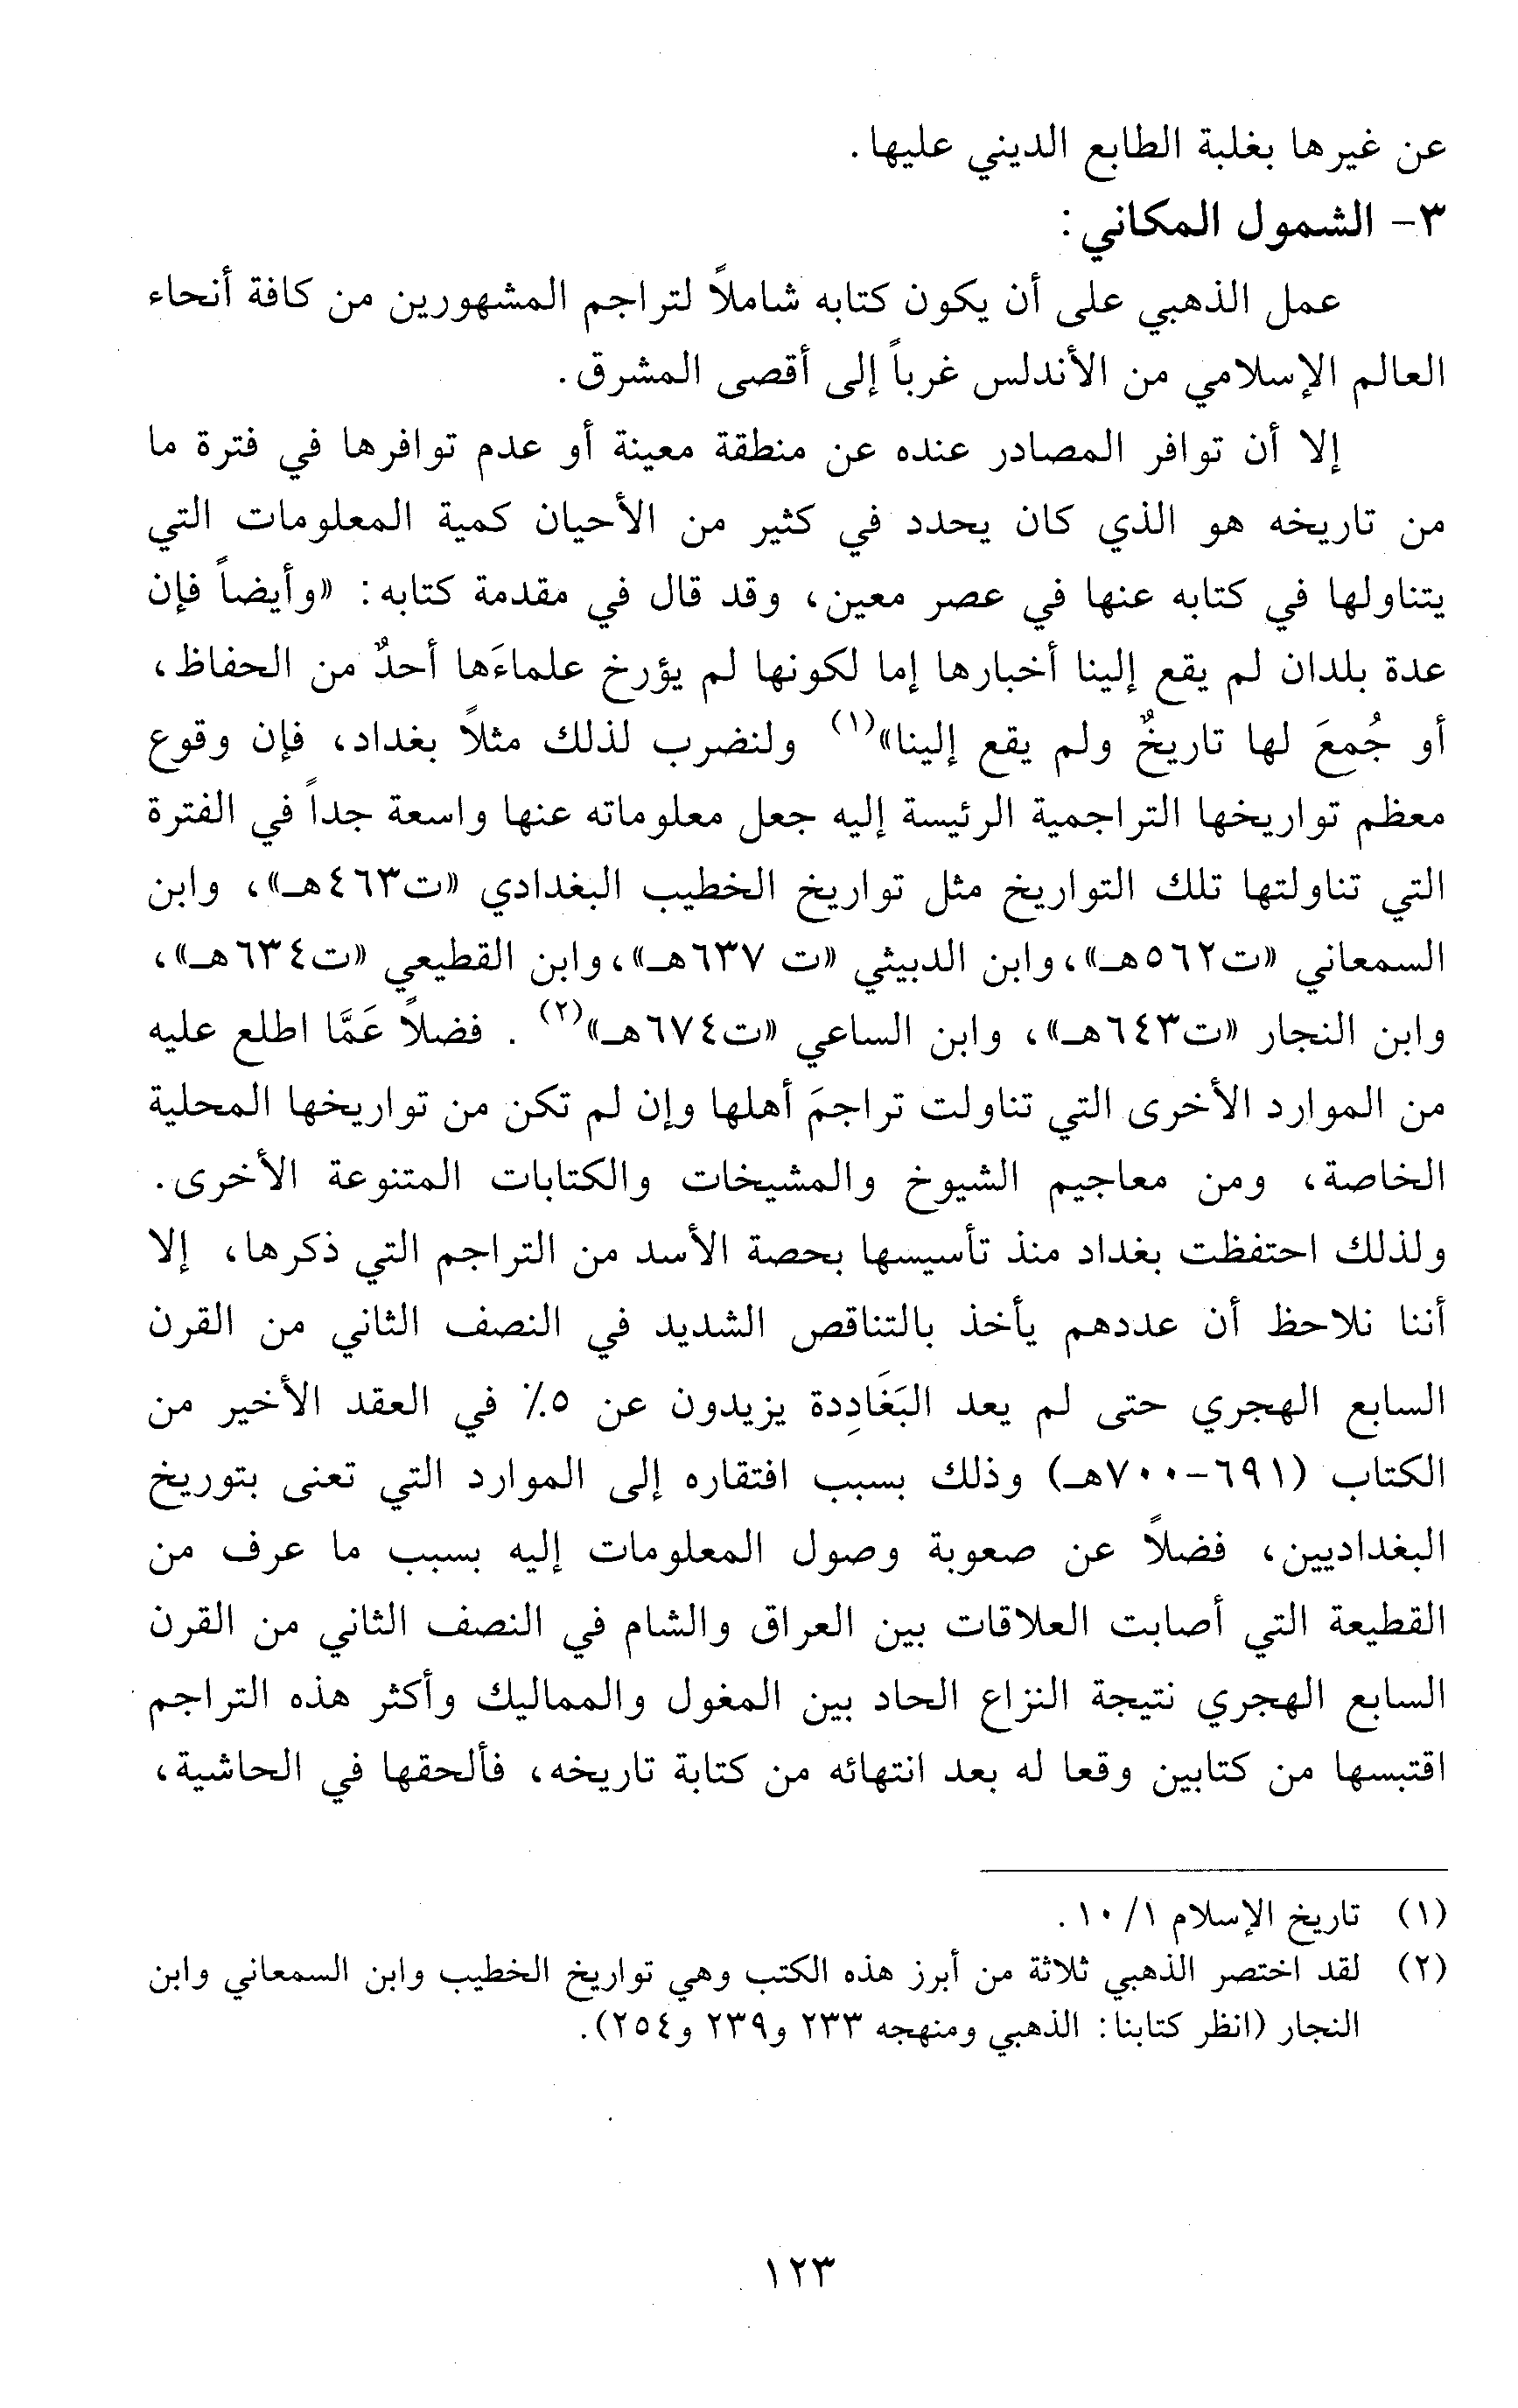 عن غيرها بغلبة الطابع الديني عليها.
٣- الشمول المكاني:
عمل الذهبي على أن يكون كتابه شاملاً لتراجم المشهورين من كافة أنحاء
العالم الإسلامي من الأندلس غرباً إلى أقصى المشرق.
إلا أن توافر المصادر عنده عن منطقة معينة أو عدم توافرها في فترة ما
من تاريخه هو الذي كان يحدد في كثير من الأحيان كمية المعلومات التي
يتناولها في كتابه عنها في عصر معين، وقد قال في مقدمة كتابه: «وأيضاً فإن
عدة بلدان لم يقع إلينا أخبارها إما لكونها لم يؤرخ علماءَها أحدٌ من الحفاظ،
أو جُمعَ لها تاريخٌ ولم يقع إلينا»(١) ولنضرب لذلك مثلاً بغداد، فإن وقوع
معظم تواريخها التراجمية الرئيسة إليه جعل معلوماته عنها واسعة جداً في الفترة
التي تناولتها تلك التواريخ مثل تواريخ الخطيب البغدادي «ت٤٦٣هـ»، وابن
السمعاني «ت٥٦٢هـ»، وابن الدبيثي «ت ٦٣٧هـ»، وابن القطيعي «ت٦٣٤هـ»،
وابن النجار «ت٦٤٣هـ»، وابن الساعي «ت٦٧٤هـ»(٢). فضلاً عَمَّا اطلع عليه
من الموارد الأخرى التي تناولت تراجمَ أهلها وإن لم تكن من تواريخها المحلية
الخاصة، ومن معاجيم الشيوخ والمشيخات والكتابات المتنوعة الأخرى.
ولذلك احتفظت بغداد منذ تأسيسها بحصة الأسد من التراجم التي ذكرها، إلا
أننا نلاحظ أن عددهم يأخذ بالتناقص الشديد في النصف الثاني من القرن
السابع الهجري حتى لم يعد البَغَادِدة يزيدون عن ٥٪ في العقد الأخير من
الكتاب (٦٩١-٧٠٠هـ) وذلك بسبب افتقاره إلى الموارد التي تعنى بتوريخ
البغداديين، فضلاً عن صعوبة وصول المعلومات إليه بسبب ما عرف من
القطيعة التي أصابت العلاقات بين العراق والشام في النصف الثاني من القرن
السابع الهجري نتيجة النزاع الحاد بين المغول والمماليك وأكثر هذه التراجم
اقتبسها من كتابين وقعا له بعد انتهائه من كتابة تاريخه، فألحقها في الحاشية،
(١) تاريخ الإسلام ١/ ١٠.
(٢) لقد اختصر الذهبي ثلاثة من أبرز هذه الكتب وهي تواريخ الخطيب وابن السمعاني وابن
النجار (انظر كتابنا: الذهبي ومنهجه ٢٣٣ و٢٣٩ و٢٥٤).
١٢٣